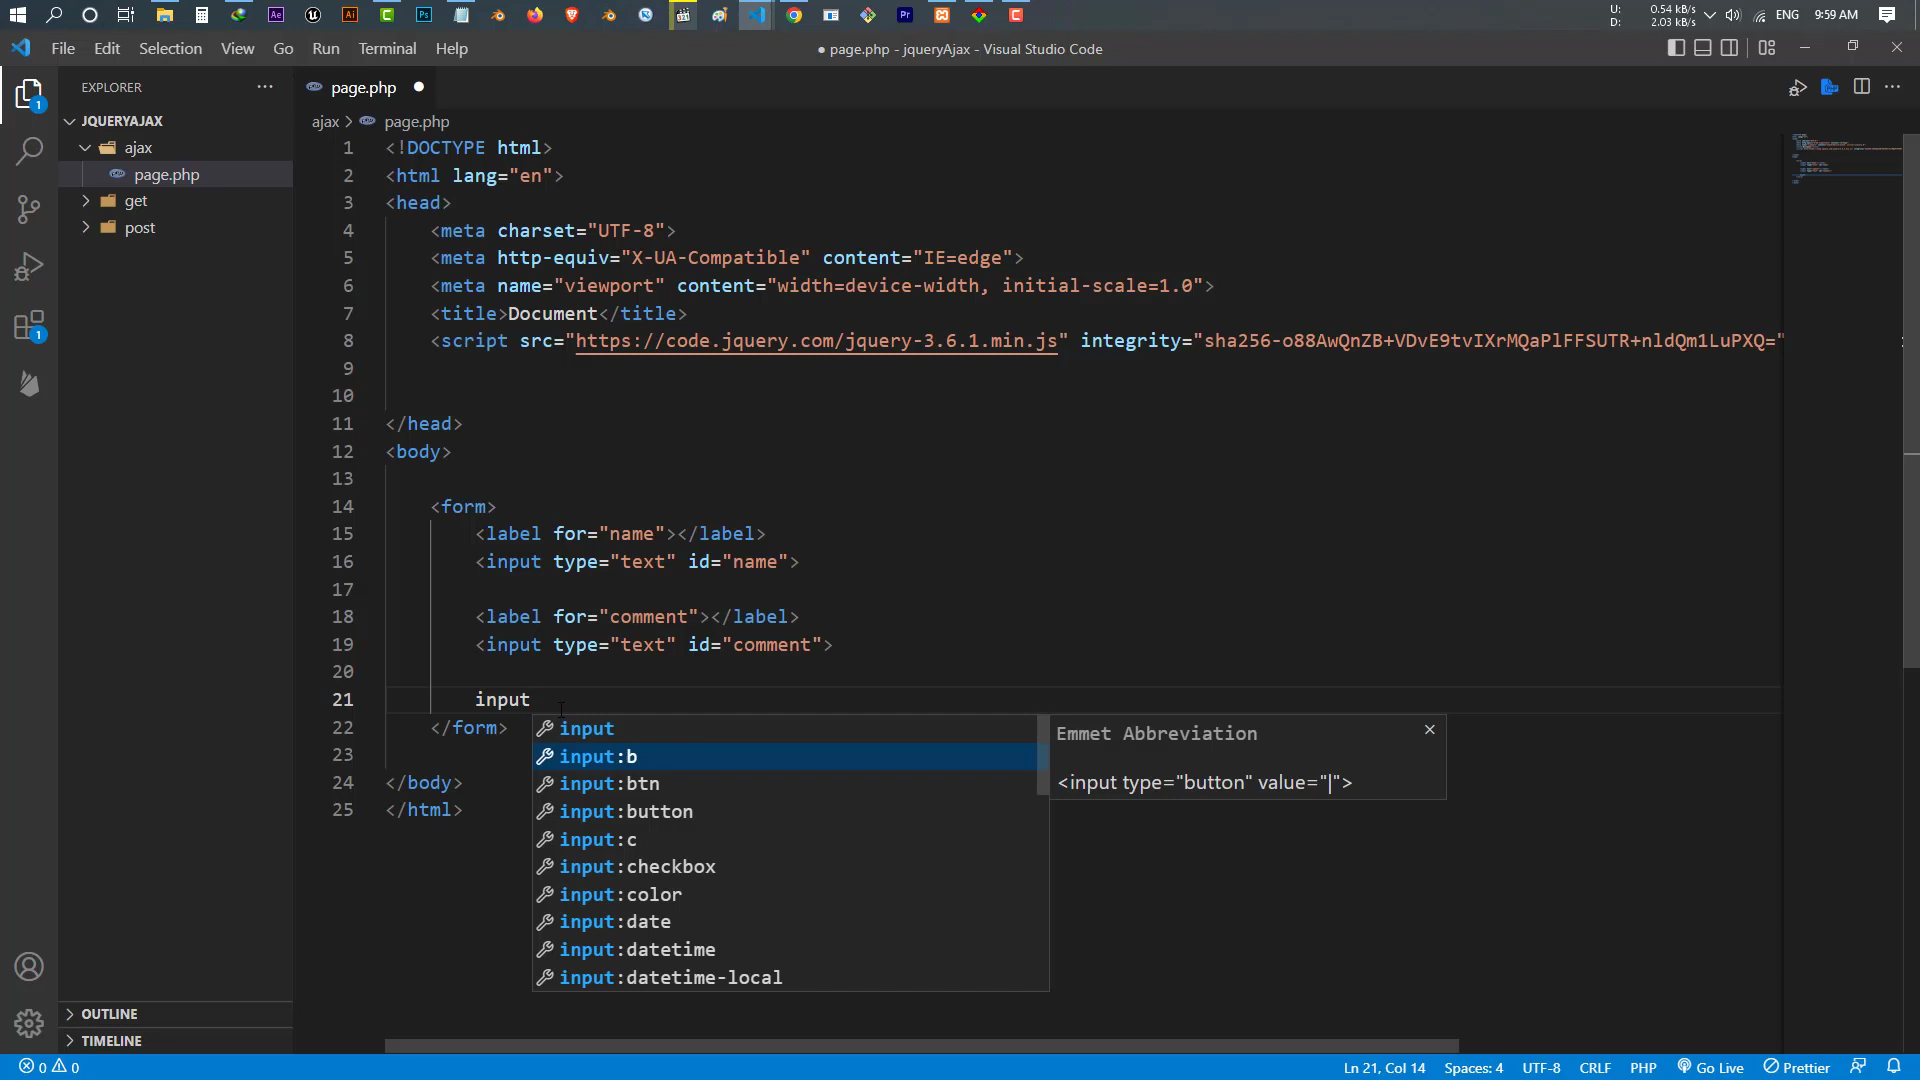 U: 0.54 kB/s
D: 2.03 kB/s
ENG 9:59 AM
File Edit Selection View Go Run Terminal Help
● page.php - jqueryAjax - Visual Studio Code
EXPLORER
JQUERYAJAX
ajax
page.php
get
post
OUTLINE
TIMELINE
1
1
page.php
ajax > page.php
1 <!DOCTYPE html>
2 <html lang="en">
3 <head>
4 <meta charset="UTF-8">
5 <meta http-equiv="X-UA-Compatible" content="IE=edge">
6 <meta name="viewport" content="width=device-width, initial-scale=1.0">
7 <title>Document</title>
8 <script src="https://code.jquery.com/jquery-3.6.1.min.js" integrity="sha256-o88AwQnZB+VDvE9tvIXrMQaPlFFSUTR+nldQm1LuPXQ="
9
10
11 </head>
12 <body>
13
14 <form>
15 <label for="name"></label>
16 <input type="text" id="name">
17
18 <label for="comment"></label>
19 <input type="text" id="comment">
20
21 input
22 </form>
23
24 </body>
25 </html>
input
input:b
input:btn
input:button
input:c
input:checkbox
input:color
input:date
input:datetime
input:datetime-local
Emmet Abbreviation
<input type="button" value="|">
0 0
Ln 21, Col 14 Spaces: 4 UTF-8 CRLF PHP Go Live Prettier